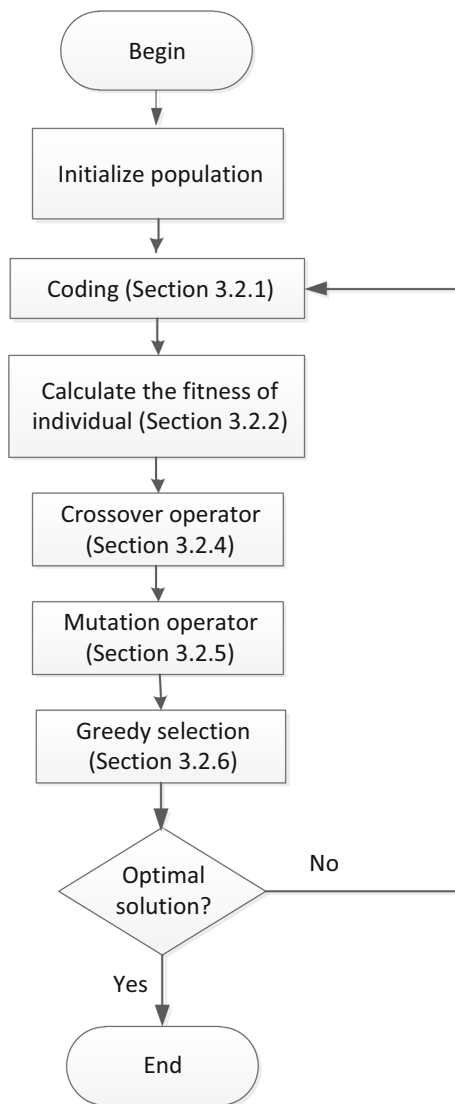 Begin
Initialize population
Coding (Section 3.2.1)
Calculate the fitness of
individual (Section 3.2.2)
Crossover operator
(Section 3.2.4)
Mutation operator
(Section 3.2.5)
Greedy selection
(Section 3.2.6)
Optimal
solution?
No
Yes
End